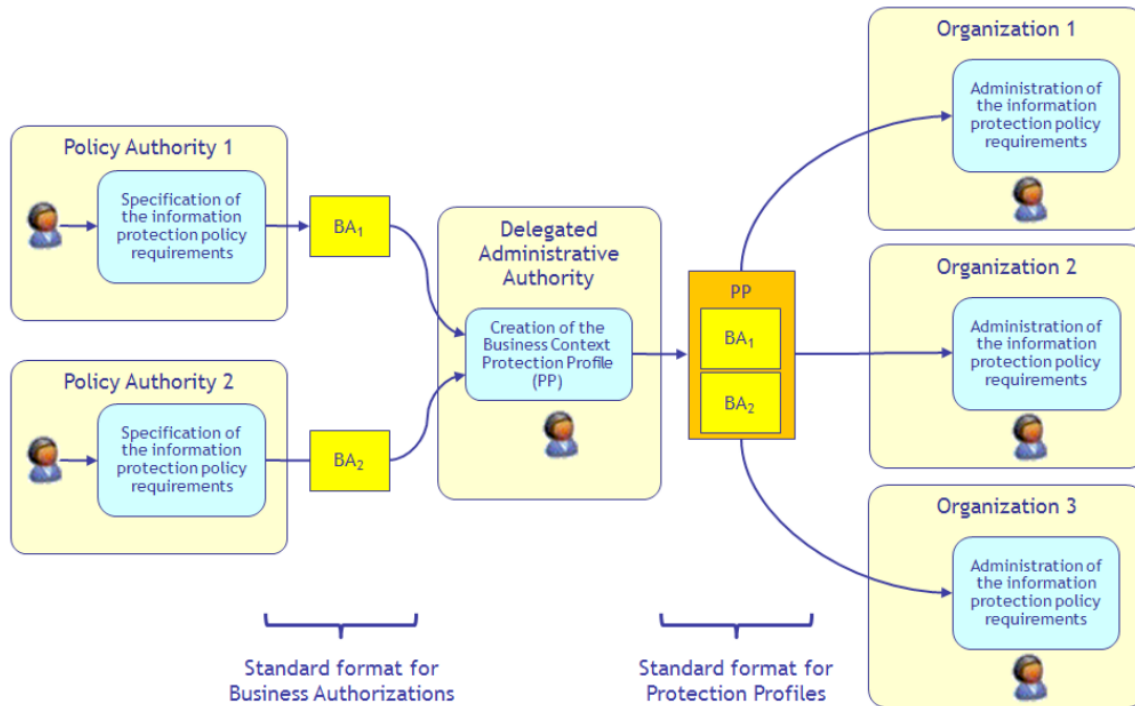 Policy Authority 1
Specification of
the information
protection policy
requirements
BA₁
Policy Authority 2
Specification of
the information
protection policy
requirements
BA₂
Delegated
Administrative
Authority
Creation of the
Business Context
Protection Profile
(PP)
PP
BA₁
BA₂
Organization 1
Administration of
the information
protection policy
requirements
Organization 2
Administration of
the information
protection policy
requirements
Organization 3
Administration of
the information
protection policy
requirements
Standard format for
Business Authorizations
Standard format for
Protection Profiles